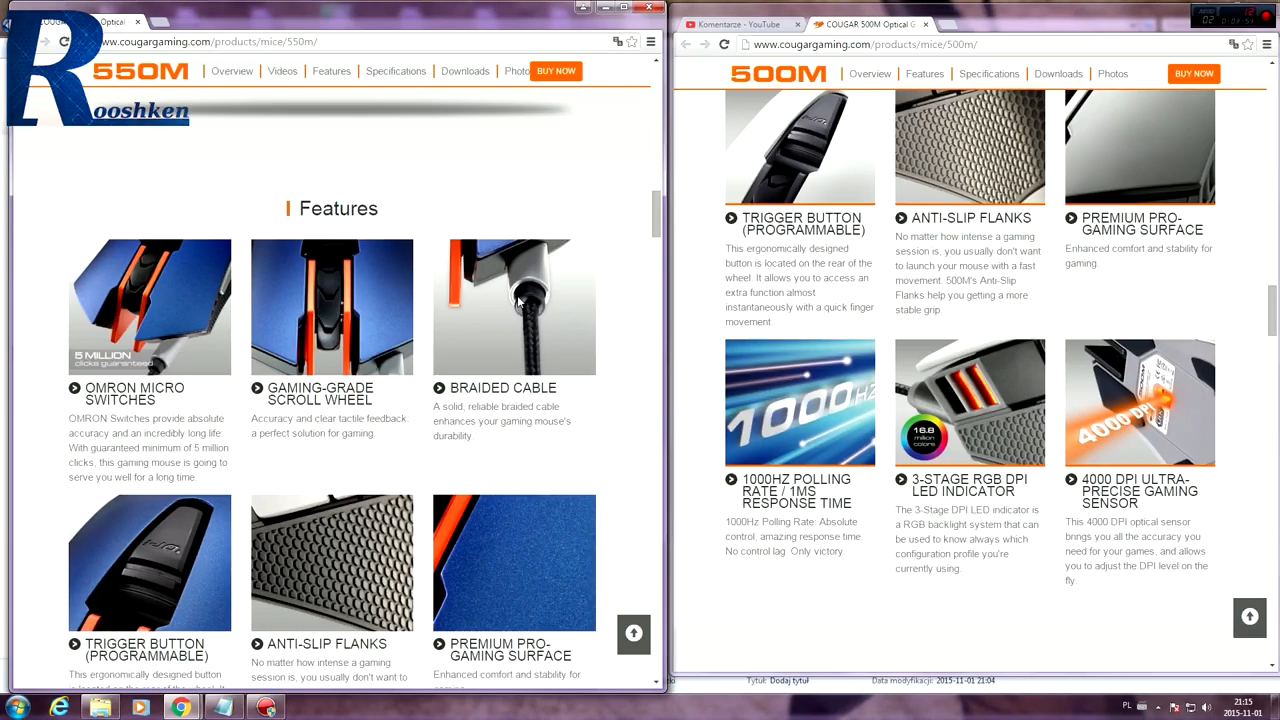 COUGAR 550M Optical
www.cougargaming.com/products/mice/550m/
Rooshken
550M
Overview
Videos
Features
Specifications
Downloads
Photo
BUY NOW
Features
5 MILLION
clicks guaranteed
OMRON MICRO
SWITCHES
OMRON Switches provide absolute
accuracy and an incredibly long life:
With guaranteed minimum of 5 million
clicks, this gaming mouse is going to
serve you well for a long time.
GAMING-GRADE
SCROLL WHEEL
Accuracy and clear tactile feedback:
a perfect solution for gaming.
BRAIDED CABLE
A solid, reliable braided cable
enhances your gaming mouse's
durability.
DPI
TRIGGER BUTTON
(PROGRAMMABLE)
This ergonomically designed button
ANTI-SLIP FLANKS
No matter how intense a gaming
session is, you usually don't want to
PREMIUM PRO-
GAMING SURFACE
Enhanced comfort and stability for
gaming.
Komentarze - YouTube
COUGAR 500M Optical G
www.cougargaming.com/products/mice/500m/
500M
Overview
Features
Specifications
Downloads
Photos
BUY NOW
DPI
TRIGGER BUTTON
(PROGRAMMABLE)
This ergonomically designed
button is located on the rear of the
wheel. It allows you to access an
extra function almost
instantaneously with a quick finger
movement.
ANTI-SLIP FLANKS
No matter how intense a gaming
session is, you usually don't want
to launch your mouse with a fast
movement. 500M's Anti-Slip
Flanks help you getting a more
stable grip.
PREMIUM PRO-
GAMING SURFACE
Enhanced comfort and stability for
gaming.
1000HZ
1000HZ POLLING
RATE / 1MS
RESPONSE TIME
1000Hz Polling Rate: Absolute
control, amazing response time.
No control lag. Only victory.
16.8
million
colors
3-STAGE RGB DPI
LED INDICATOR
The 3-Stage DPI LED indicator is
a RGB backlight system that can
be used to know always which
configuration profile you're
currently using.
4000 DPI
4000 DPI ULTRA-
PRECISE GAMING
SENSOR
This 4000 DPI optical sensor
brings you all the accuracy you
need for your games, and allows
you to adjust the DPI level on the
fly.
Tytuł: Dodaj tytuł
Data modyfikacji: 2015-11-01 21:04
PL
21:15
2015-11-01